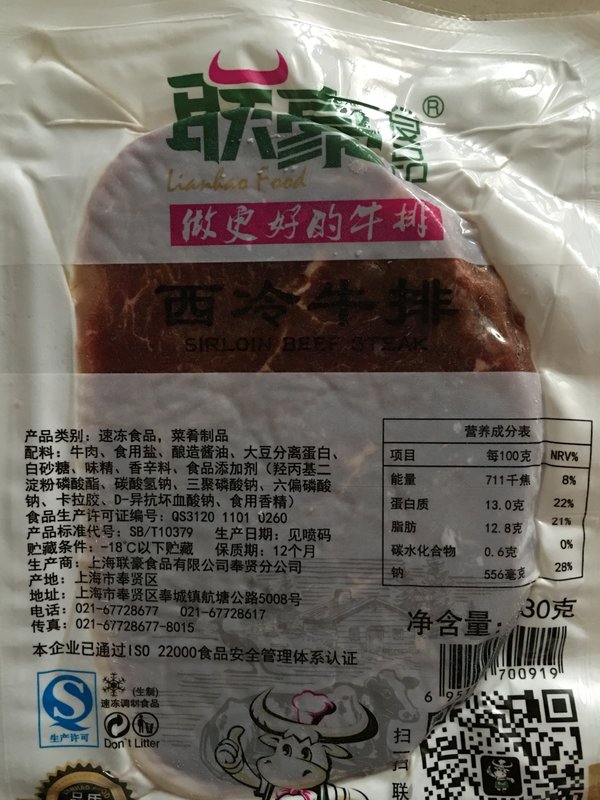 联豪食品®
Lianhao Food
做更好的牛排
西冷牛排
SIRLOIN BEEF STEAK
产品类别：速冻食品，菜肴制品
配料：牛肉、食用盐、酿造酱油、大豆分离蛋白、
白砂糖、味精、香辛料、食品添加剂（羟丙基二
淀粉磷酸酯、碳酸氢钠、三聚磷酸钠、六偏磷酸
钠、卡拉胶、D-异抗坏血酸钠、食用香精）
食品生产许可证编号：QS3120 1101 0260
产品标准代号：SB/T10379 生产日期：见喷码
贮藏条件：-18℃以下贮藏 保质期：12个月
生产商：上海联豪食品有限公司奉贤分公司
产地：上海市奉贤区
地址：上海市奉贤区奉城镇航塘公路5008号
电话：021-67728677 021-67728617
传真：021-67728677-8015
本企业已通过ISO 22000食品安全管理体系认证
营养成分表
项目 每100克 NRV%
能量 711千焦 8%
蛋白质 13.0克 22%
脂肪 12.8克 21%
碳水化合物 0.6克 0%
钠 556毫克 28%
净含量：30克
700919
生产许可
(生制)
速冻调制食品
Don't Litter
扫一
联